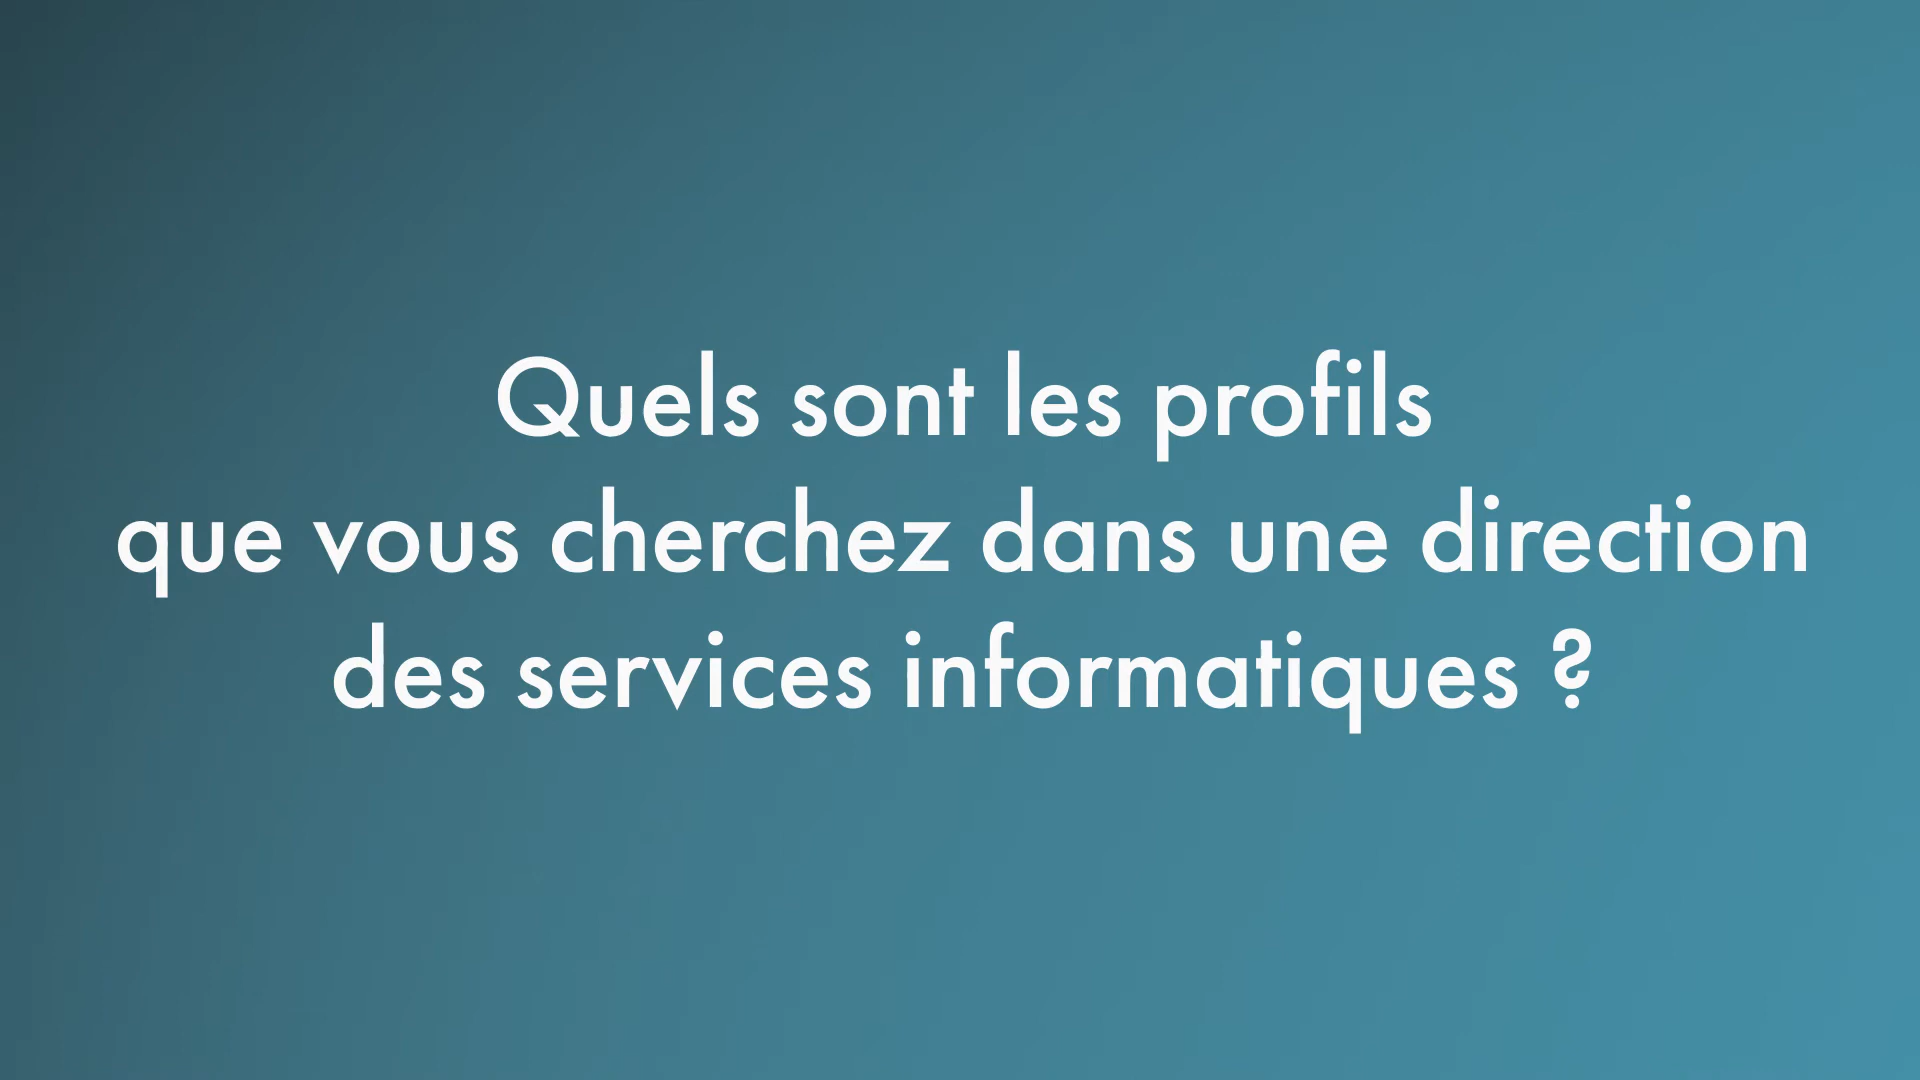 Quels sont les profils
que vous cherchez dans une direction
des services informatiques ?